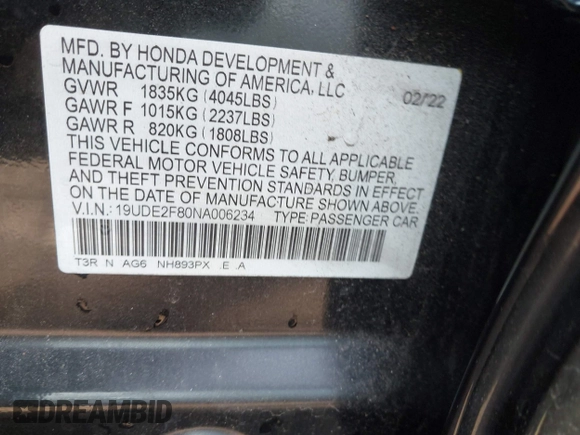 MFD. BY HONDA DEVELOPMENT &
MANUFACTURING OF AMERICA, LLC
GVWR 1835KG (4045LBS) 02/'22
GAWR F 1015KG (2237LBS)
GAWR R 820KG (1808LBS)
THIS VEHICLE CONFORMS TO ALL APPLICABLE
FEDERAL MOTOR VEHICLE SAFETY, BUMPER,
AND THEFT PREVENTION STANDARDS IN EFFECT
ON THE DATE OF MANUFACTURE SHOWN ABOVE.
V.I.N.: 19UDE2F80NA006234 TYPE:PASSENGER CAR
T3R N AG6 NH893PX .E .A
DREAMBID